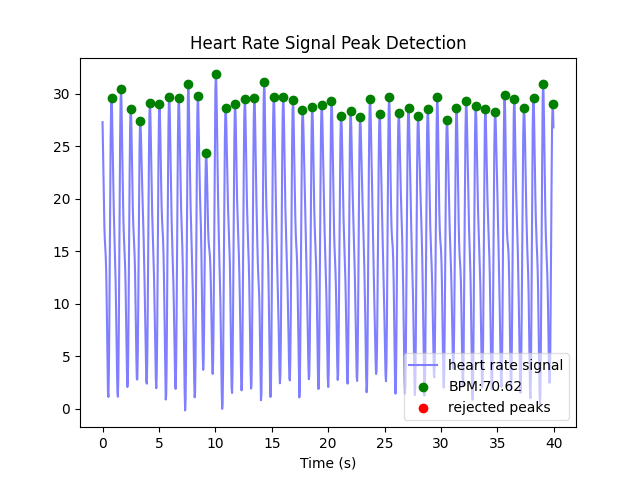 Heart Rate Signal Peak Detection
30
25
20
15
10
5
0
heart rate signal
BPM:70.62
rejected peaks
0 5 10 15 20 25 30 35 40
Time (s)